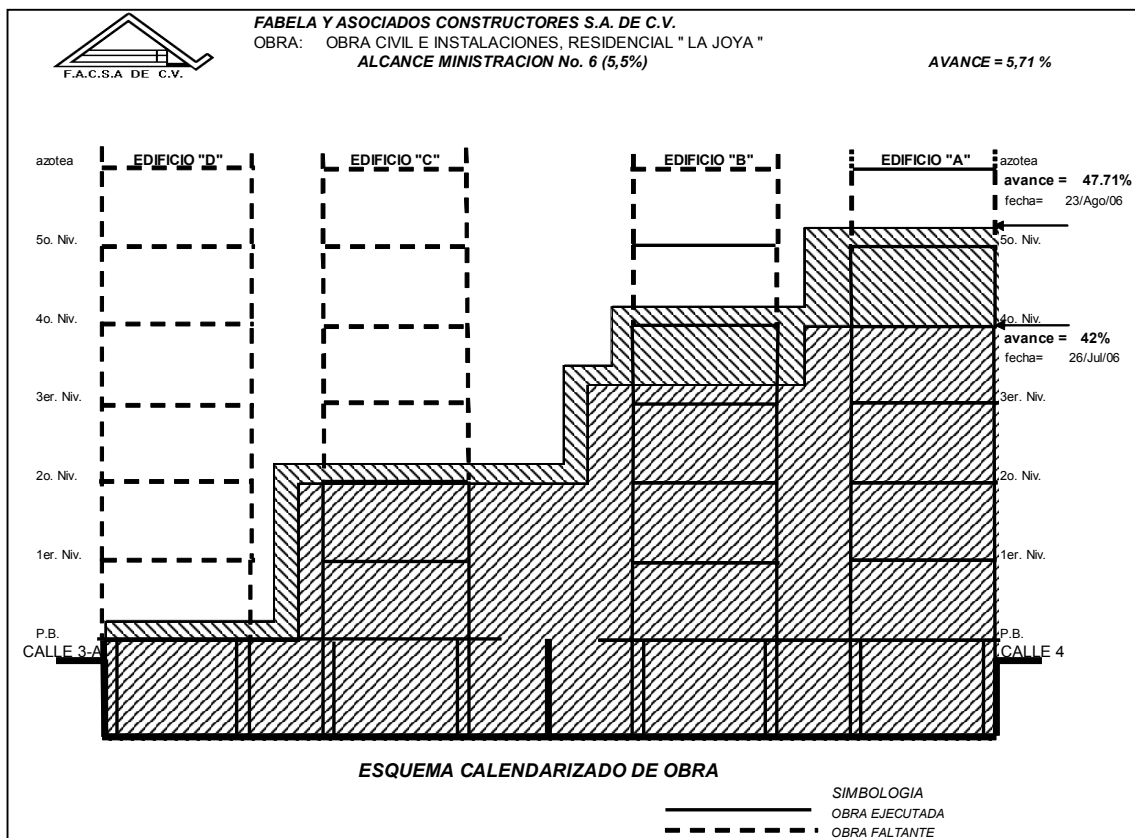 FABELA Y ASOCIADOS CONSTRUCTORES S.A. DE C.V.
OBRA: OBRA CIVIL E INSTALACIONES, RESIDENCIAL " LA JOYA "
ALCANCE MINISTRACION No. 6 (5,5%)
AVANCE = 5,71 %
F.A.C.S.A DE C.V.
azotea
EDIFICIO "D"
EDIFICIO "C"
EDIFICIO "B"
EDIFICIO "A"
azotea
avance = 47.71%
fecha= 23/Ago/06
5o. Niv.
5o. Niv.
4o. Niv.
4o. Niv.
avance = 42%
fecha= 26/Jul/06
3er. Niv.
3er. Niv.
2o. Niv.
2o. Niv.
1er. Niv.
1er. Niv.
P.B.
P.B.
CALLE 3-A
CALLE 4
ESQUEMA CALENDARIZADO DE OBRA
SIMBOLOGIA
OBRA EJECUTADA
OBRA FALTANTE